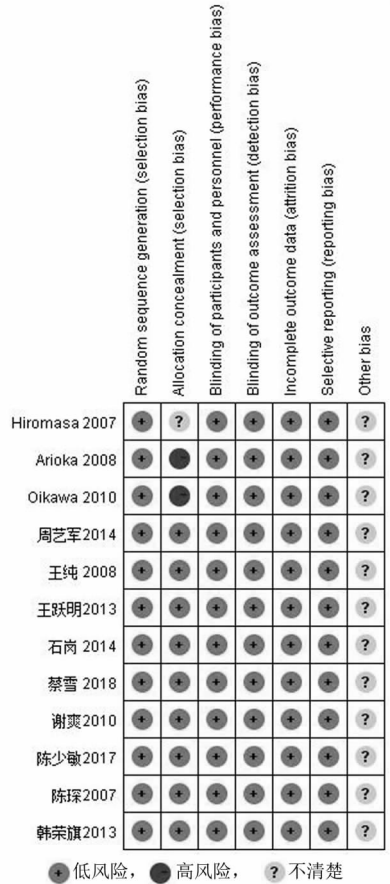 Random sequence generation (selection bias)
Allocation concealment (selection bias)
Blinding of participants and personnel (performance bias)
Blinding of outcome assessment (detection bias)
Incomplete outcome data (attrition bias)
Selective reporting (reporting bias)
Other bias
Hiromasa 2007 + ? + + + + ?
Arioka 2008 + - + + + + ?
Oikawa 2010 + - + + + + ?
周艺军2014 + + + + + + ?
王纯 2008 + + + + + + ?
王跃明2013 + + + + + + ?
石岗 2014 + + + + + + ?
蔡雪 2018 + + + + + + ?
谢爽2010 + + + + + + ?
陈少敏2017 + + + + + + ?
陈琛2007 + + + + + + ?
韩荣旗2013 + + + + + + ?
+ 低风险， - 高风险， ? 不清楚